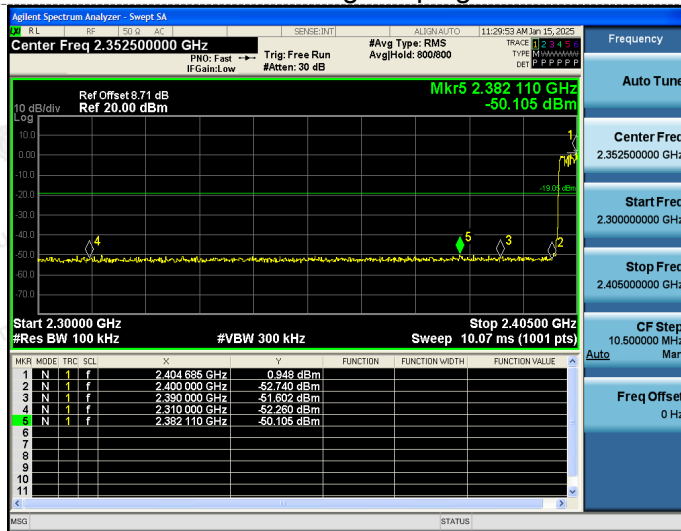 Agilent Spectrum Analyzer - Swept SA
RL RF 50 Ω AC SENSE:INT ALIGN AUTO 11:29:53 AM Jan 15, 2025
Center Freq 2.352500000 GHz
PNO: Fast
IFGain:Low
Trig: Free Run
#Atten: 30 dB
#Avg Type: RMS
Avg|Hold: 800/800
TRACE 1 2 3 4 5 6
TYPE M
DET P P P P P P
Ref Offset 8.71 dB
10 dB/div Ref 20.00 dBm
Log
Mkr5 2.382 110 GHz
-50.105 dBm
10.0
0.00
-10.0
-20.0
-30.0
-40.0
-50.0
-60.0
-70.0
1
-19.05 dBm
4
5
3
2
Start 2.30000 GHz Stop 2.40500 GHz
#Res BW 100 kHz #VBW 300 kHz Sweep 10.07 ms (1001 pts)
MKR MODE TRC SCL X Y FUNCTION FUNCTION WIDTH FUNCTION VALUE
1 N 1 f 2.404 685 GHz 0.948 dBm
2 N 1 f 2.400 000 GHz -52.740 dBm
3 N 1 f 2.390 000 GHz -51.602 dBm
4 N 1 f 2.310 000 GHz -52.260 dBm
5 N 1 f 2.382 110 GHz -50.105 dBm
6
7
8
9
10
11
MSG STATUS
Frequency
Auto Tune
Center Freq
2.352500000 GHz
Start Freq
2.300000000 GHz
Stop Freq
2.405000000 GHz
CF Step
10.500000 MHz
Auto Man
Freq Offset
0 Hz